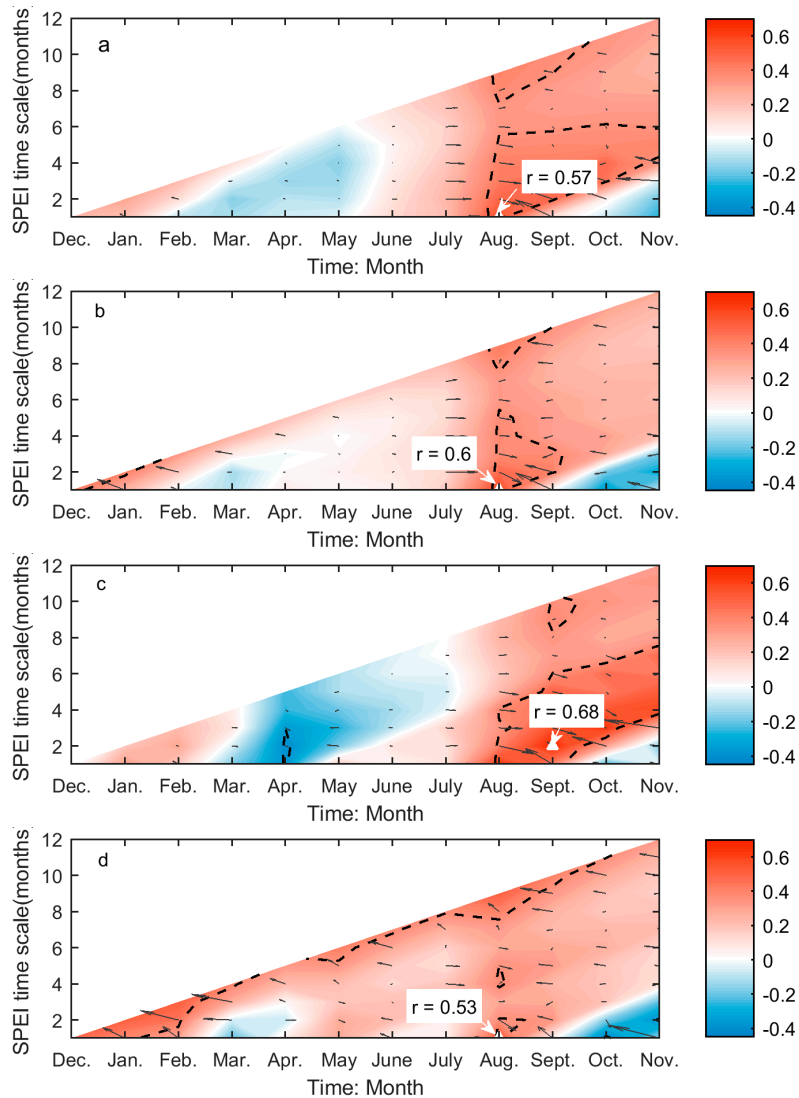 a
SPEI time scale(months)
12
10
8
6
4
2
r = 0.57
Dec. Jan. Feb. Mar. Apr. May June July Aug. Sept. Oct. Nov.
Time: Month
0.6
0.4
0.2
0
-0.2
-0.4
b
SPEI time scale(months)
12
10
8
6
4
2
r = 0.6
Dec. Jan. Feb. Mar. Apr. May June July Aug. Sept. Oct. Nov.
Time: Month
0.6
0.4
0.2
0
-0.2
-0.4
c
SPEI time scale(months)
12
10
8
6
4
2
r = 0.68
Dec. Jan. Feb. Mar. Apr. May June July Aug. Sept. Oct. Nov.
Time: Month
0.6
0.4
0.2
0
-0.2
-0.4
d
SPEI time scale(months)
12
10
8
6
4
2
r = 0.53
Dec. Jan. Feb. Mar. Apr. May June July Aug. Sept. Oct. Nov.
Time: Month
0.6
0.4
0.2
0
-0.2
-0.4